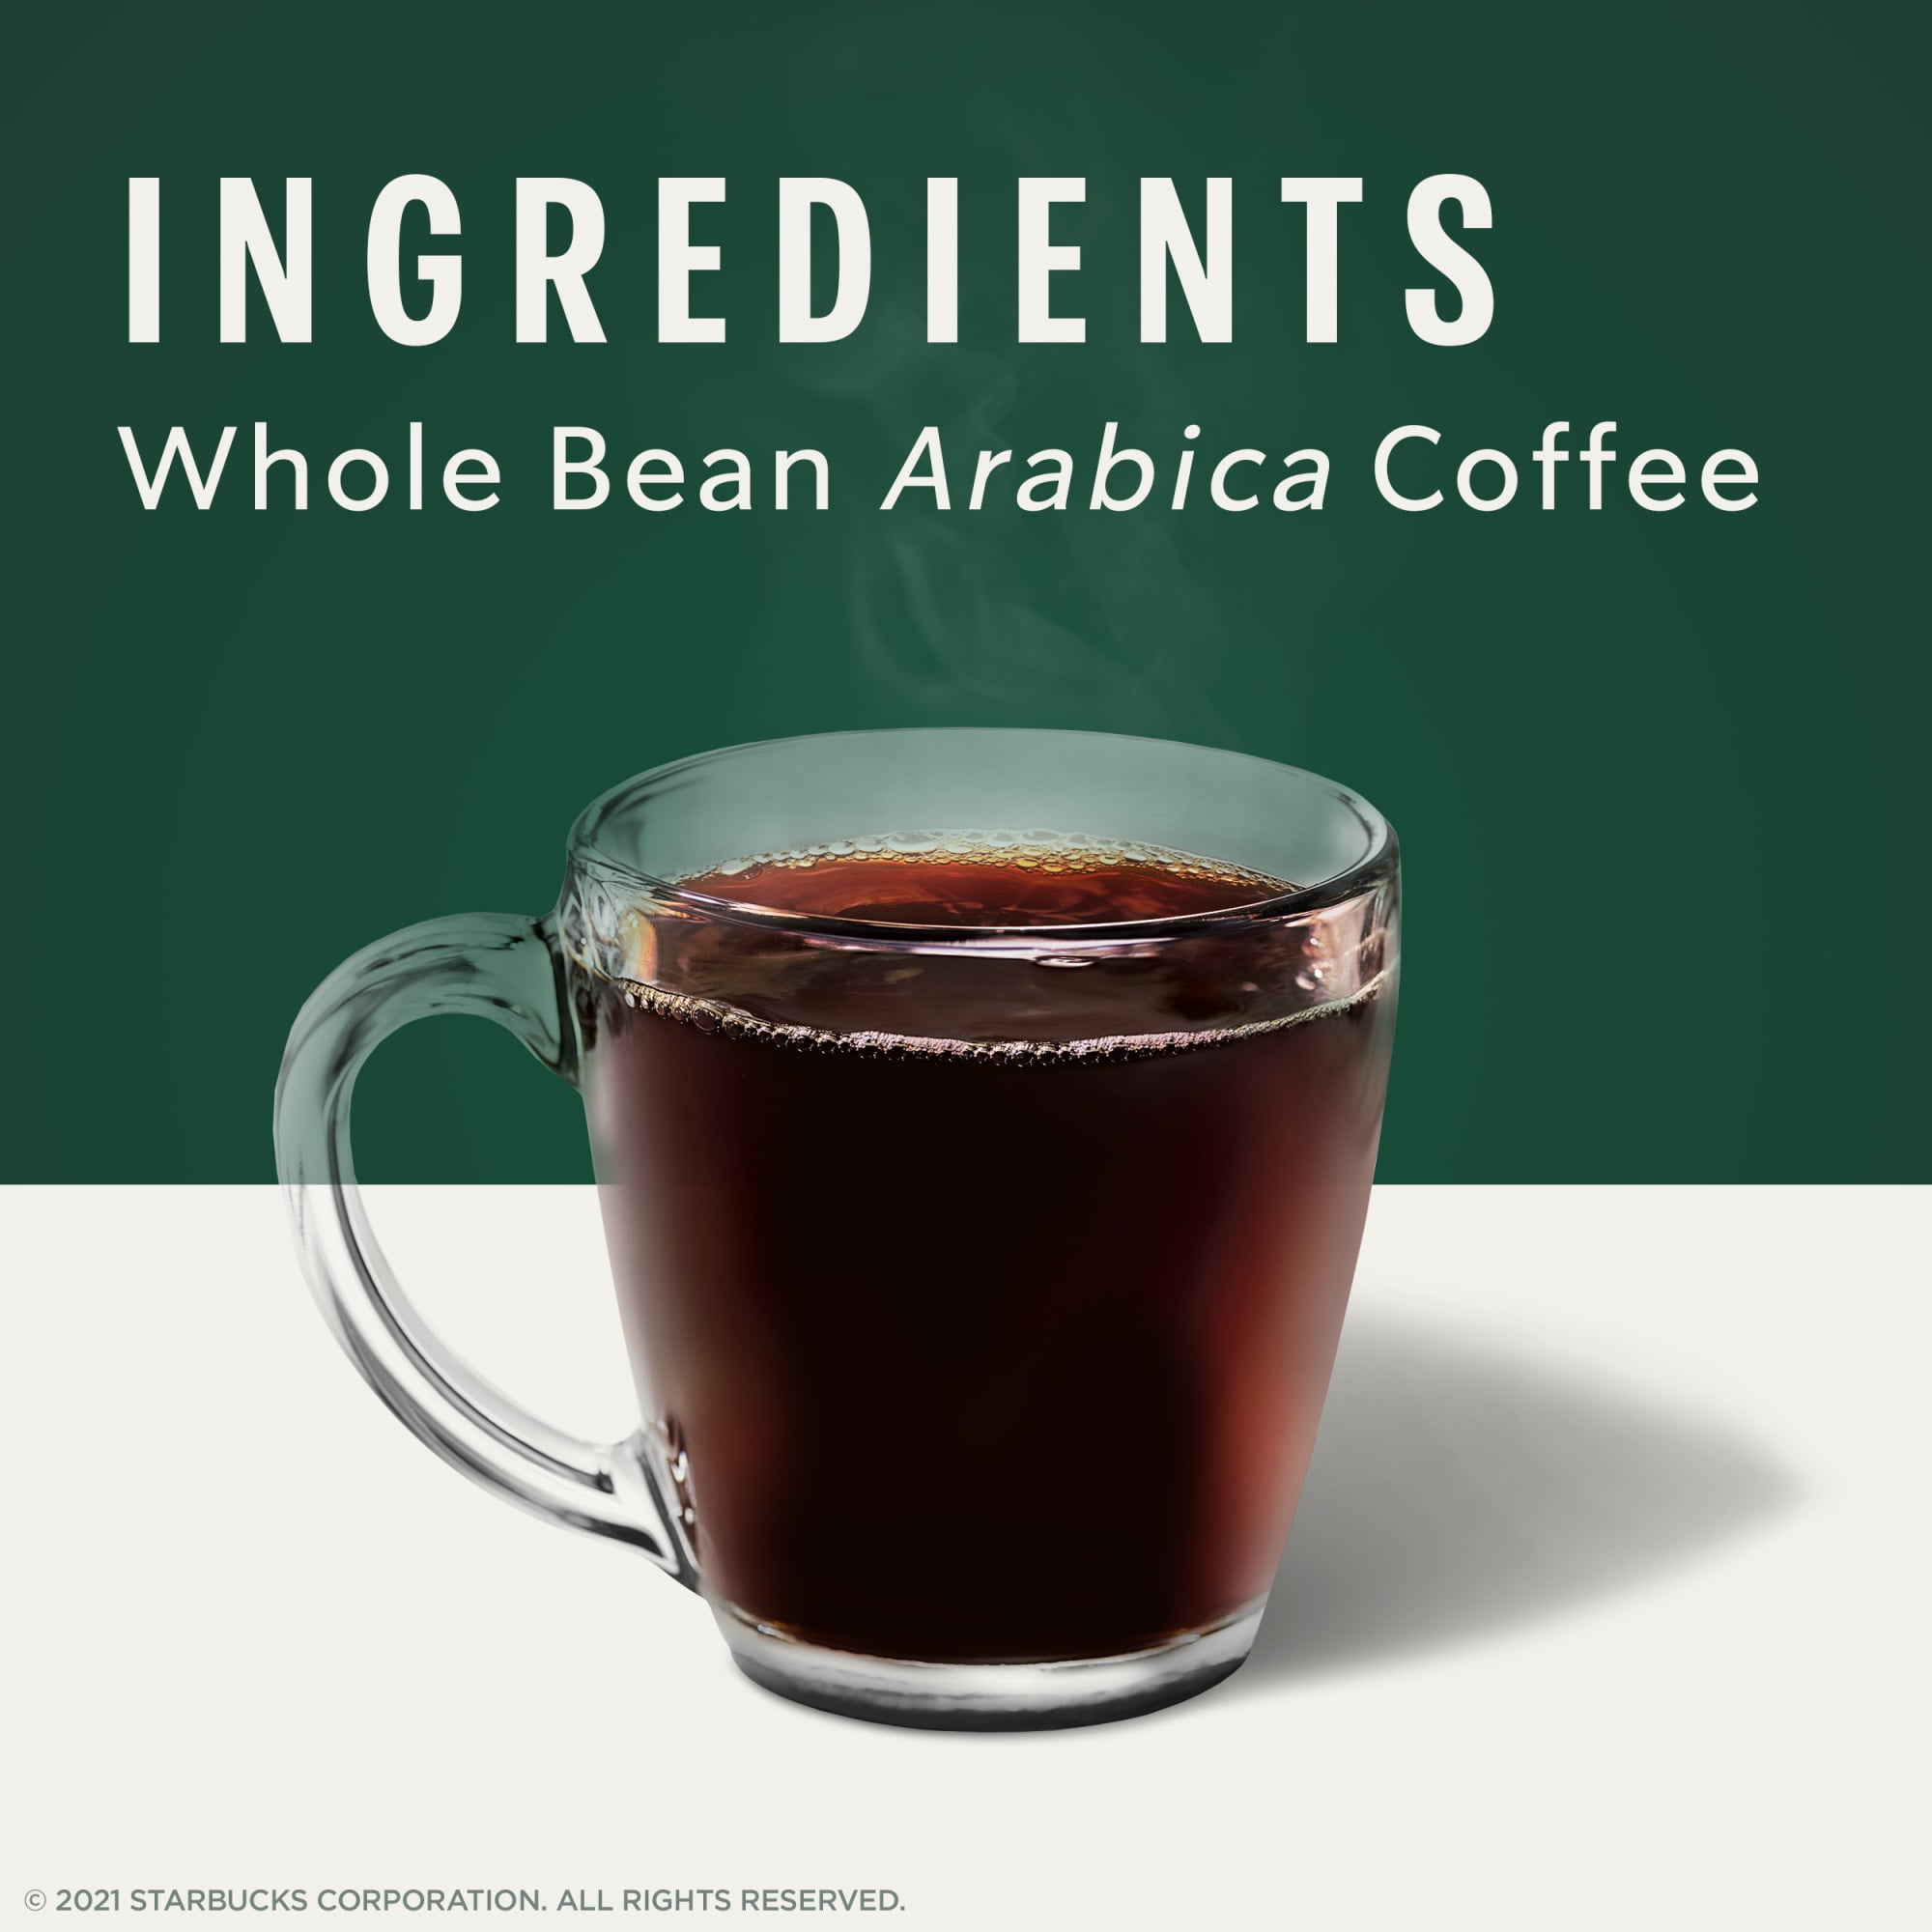 INGREDIENTS
Whole Bean Arabica Coffee
© 2021 STARBUCKS CORPORATION. ALL RIGHTS RESERVED.